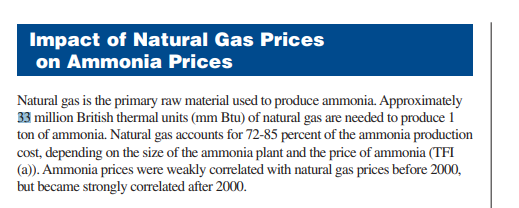 Impact of Natural Gas Prices
on Ammonia Prices
Natural gas is the primary raw material used to produce ammonia. Approximately
33 million British thermal units (mm Btu) of natural gas are needed to produce 1
ton of ammonia. Natural gas accounts for 72-85 percent of the ammonia production
cost, depending on the size of the ammonia plant and the price of ammonia (TFI
(a)). Ammonia prices were weakly correlated with natural gas prices before 2000,
but became strongly correlated after 2000.